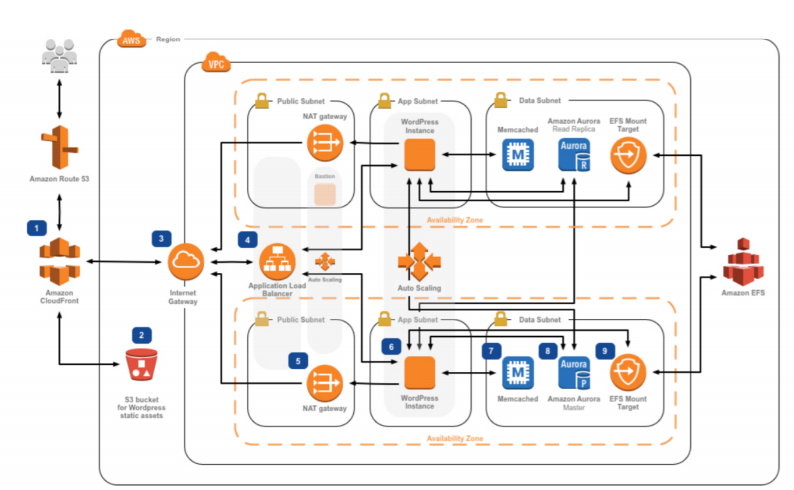 AWS
Region
VPC
Public Subnet
App Subnet
Data Subnet
NAT gateway
WordPress
Instance
Memcached
Amazon Aurora
Read Replica
EFS Mount
Target
Aurora
M
R
Amazon Route 53
Bastion
Availability Zone
1
3
4
Amazon
CloudFront
Internet
Gateway
Application Load
Balancer
Auto Scaling
Auto Scaling
Amazon EFS
2
S3 bucket
for Wordpress
static assets
Public Subnet
App Subnet
Data Subnet
5
6
7
8
9
Aurora
M
P
NAT gateway
WordPress
Instance
Memcached
Amazon Aurora
Master
EFS Mount
Target
Availability Zone